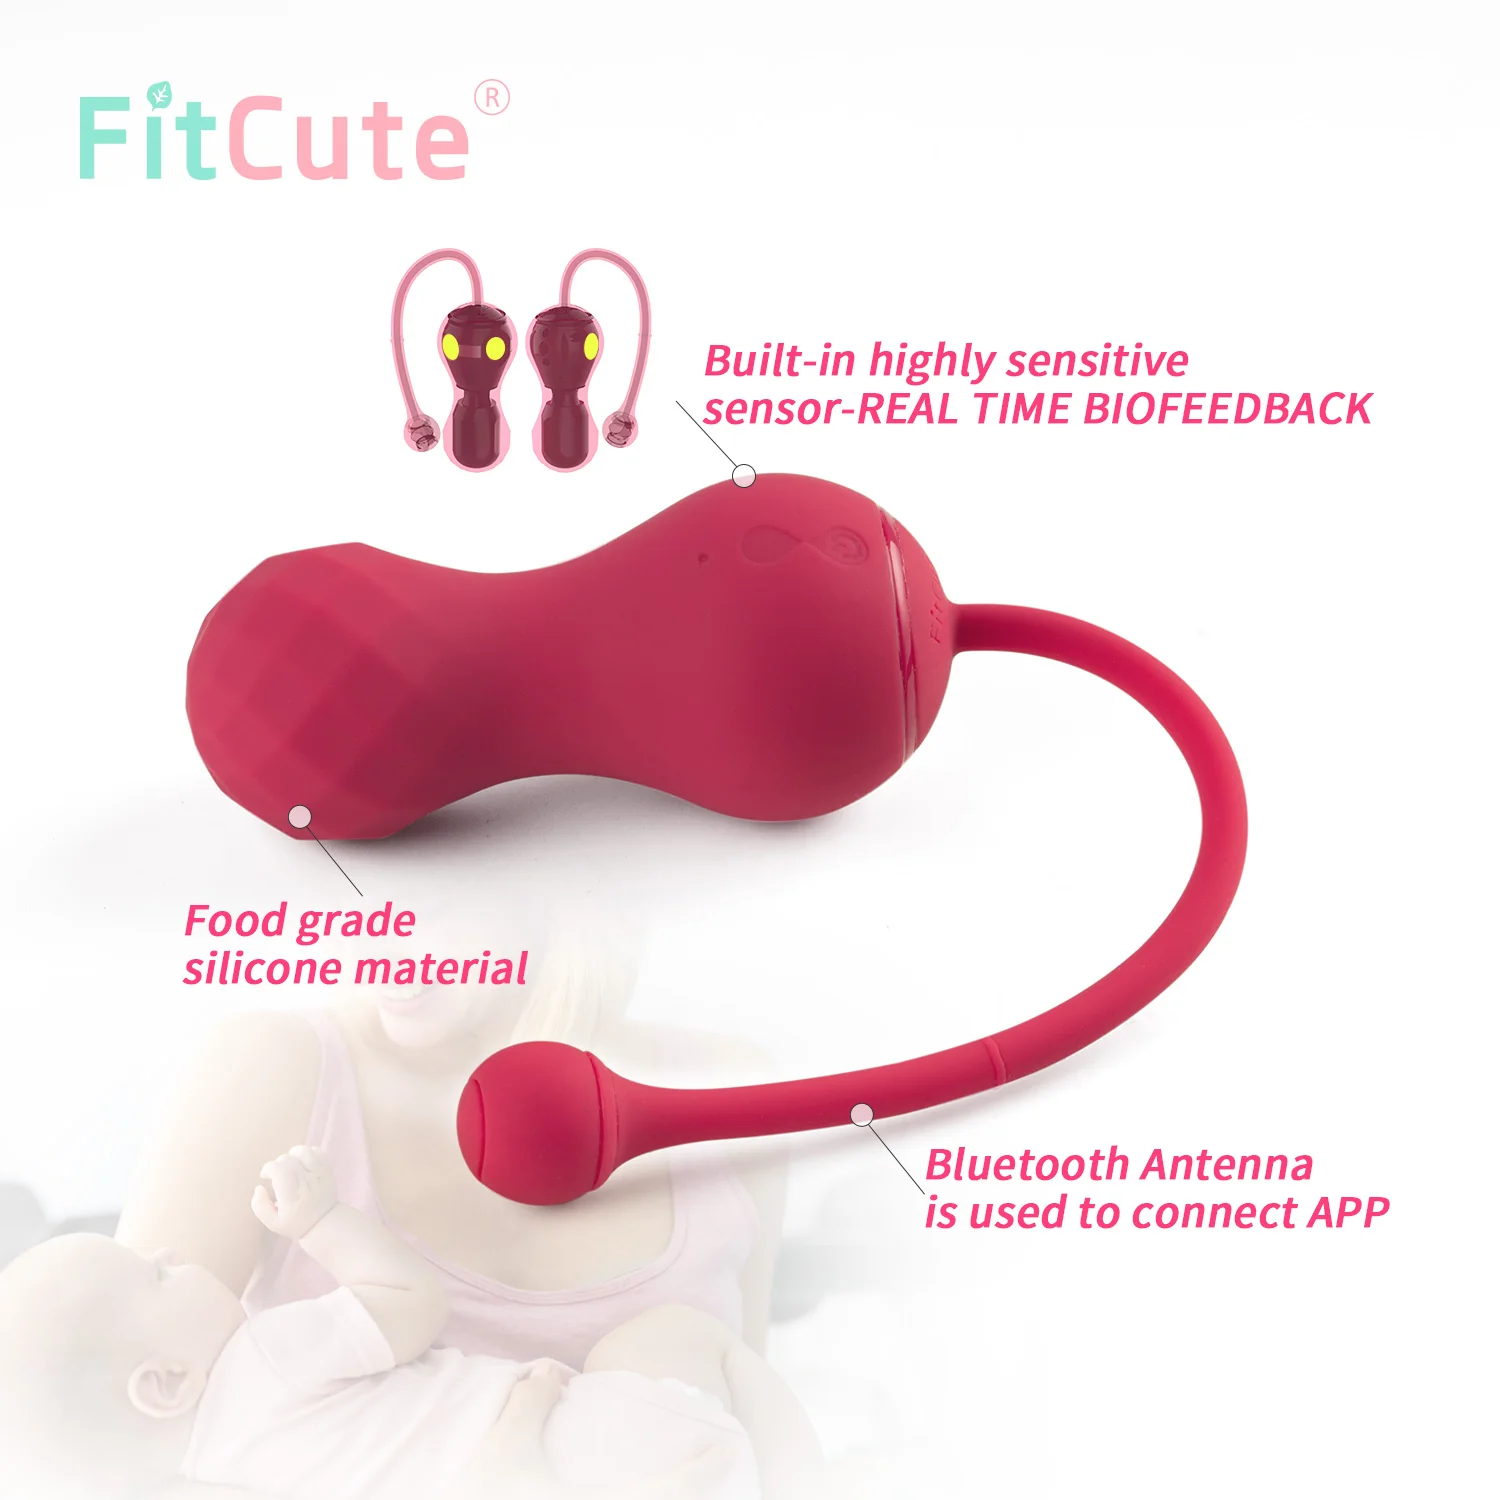 FitCute®
Built-in highly sensitive
sensor-REAL TIME BIOFEEDBACK
Food grade
silicone material
Bluetooth Antenna
is used to connect APP